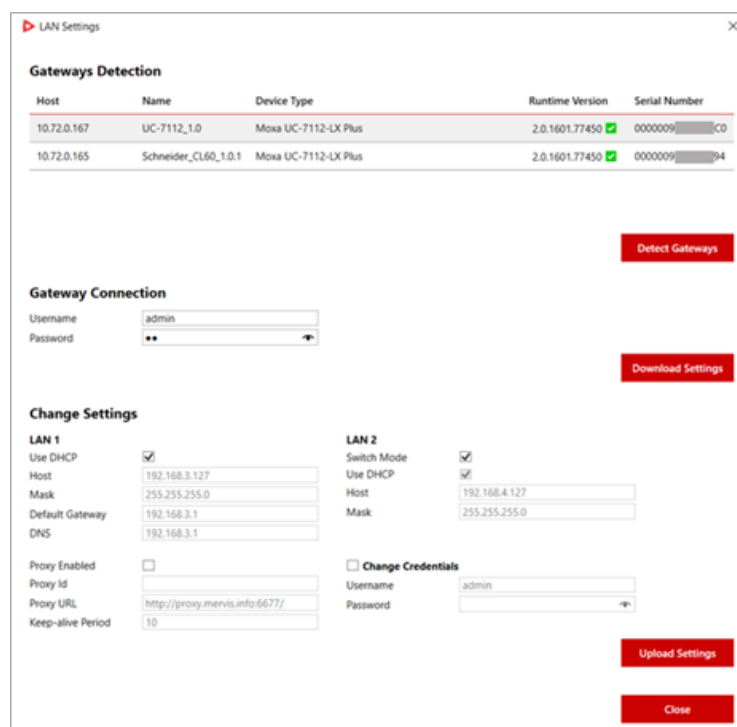 LAN Settings
Gateways Detection
Host Name Device Type Runtime Version Serial Number
10.72.0.167 UC-7112_1.0 Moxa UC-7112-LX Plus 2.0.1601.77450 0000009 C0
10.72.0.165 Schneider_CL60_1.0.1 Moxa UC-7112-LX Plus 2.0.1601.77450 0000009 94
Detect Gateways
Gateway Connection
Username admin
Password ••
Download Settings
Change Settings
LAN 1 LAN 2
Use DHCP Switch Mode
Host 192.168.3.127 Use DHCP
Mask 255.255.255.0 Host 192.168.4.127
Default Gateway 192.168.3.1 Mask 255.255.255.0
DNS 192.168.3.1
Proxy Enabled Change Credentials
Proxy Id Username admin
Proxy URL http://proxy.mervis.info:6677/ Password
Keep-alive Period 10
Upload Settings
Close